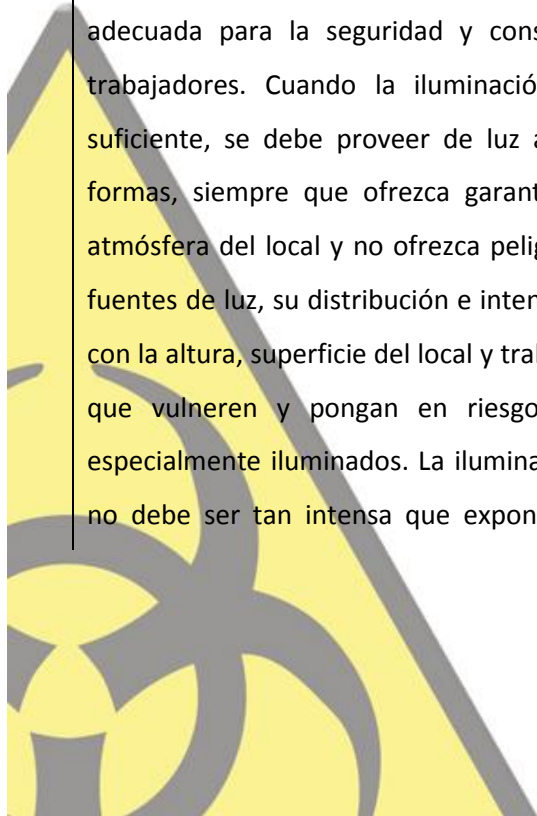 adecuada para la seguridad y cons
trabajadores. Cuando la iluminació
suficiente, se debe proveer de luz a
formas, siempre que ofrezca garant
atmósfera del local y no ofrezca pelig
fuentes de luz, su distribución e inten
con la altura, superficie del local y tra
que vulneren y pongan en riesgo
especialmente iluminados. La ilumina
no debe ser tan intensa que expon